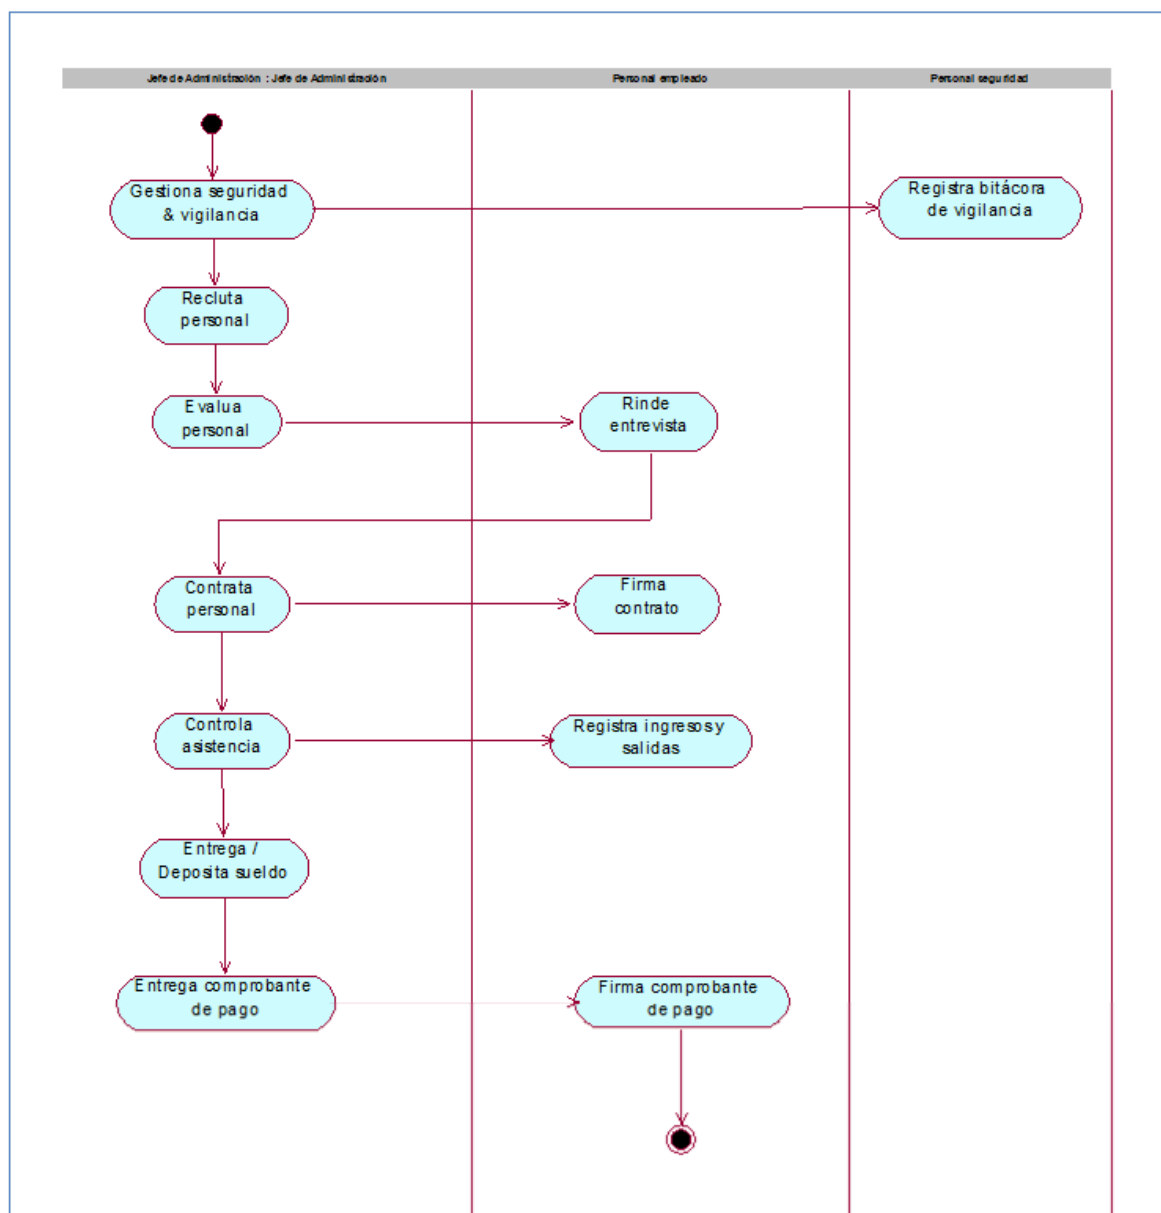 Jefe de Administración : Jefe de Administración
Personal empleado
Personal seguridad
Gestiona seguridad
& vigilancia
Registra bitácora
de vigilancia
Recluta
personal
Evalua
personal
Rinde
entrevista
Contrata
personal
Firma
contrato
Controla
asistencia
Registra ingresos y
salidas
Entrega /
Deposita sueldo
Entrega comprobante
de pago
Firma comprobante
de pago